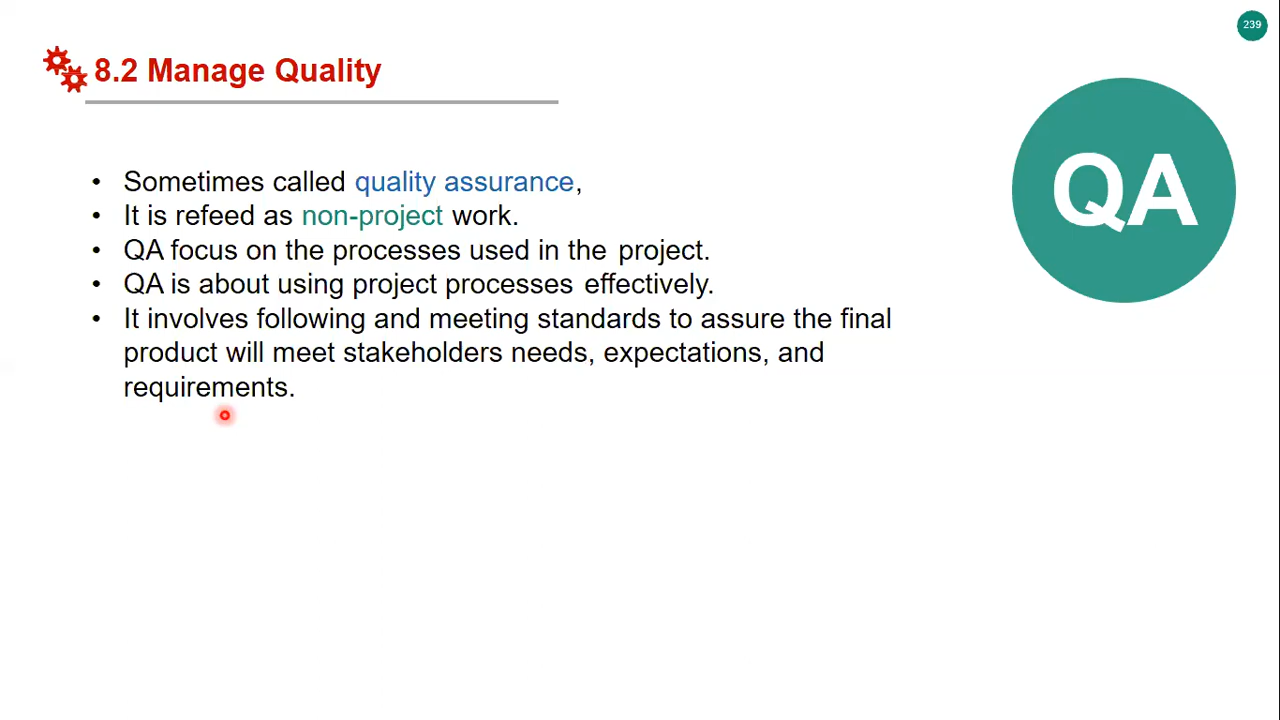 239
8.2 Manage Quality
QA
• Sometimes called quality assurance,
• It is refeed as non-project work.
• QA focus on the processes used in the project.
• QA is about using project processes effectively.
• It involves following and meeting standards to assure the final
product will meet stakeholders needs, expectations, and
requirements.